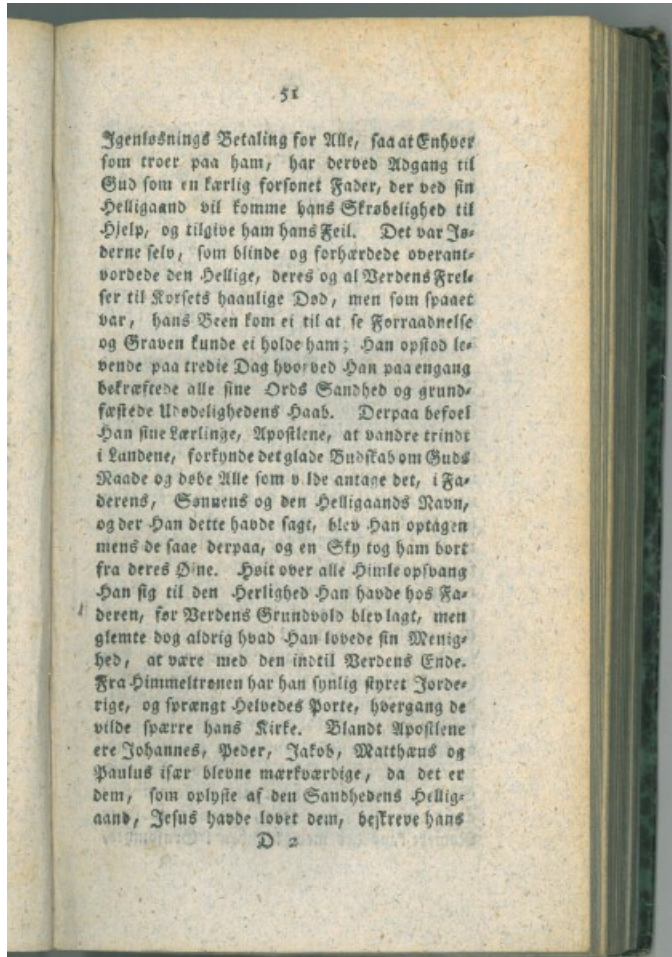 51
Igenløsnings Betaling for Alle, saa at Enhver
som troer paa ham, har derved Adgang til
Gud som en kærlig forsonet Fader, der ved sin
Helligaand vil komme hans Skrøbelighed til
Hjelp, og tilgive ham hans Feil. Det var Jø-
derne selv, som blinde og forhærdede overant-
vordede den Hellige, deres og al Verdens Frel-
ser til Korsets haanlige Død, men som spaaet
var, hans Been kom ei til at se Forraadnelse
og Graven kunde ei holde ham; Han opstod le-
vende paa tredie Dag hvorved Han paa engang
bekræftede alle sine Ords Sandhed og grund-
fæstede Udødelighedens Haab. Derpaa befoel
Han sine Lærlinge, Apostlene, at vandre trindt
i Landene, forkynde det glade Budskab om Guds
Naade og døbe Alle som vilde antage det, i Fa-
derens, Sønnens og den Helligaands Navn,
og der Han dette havde sagt, blev Han optagen
mens de saae derpaa, og en Sky tog ham bort
fra deres Øine. Høit over alle Himle opsvang
Han sig til den Herlighed Han havde hos Fa-
deren, før Verdens Grundvold blev lagt, men
glemte dog aldrig hvad Han lovede sin Menig-
hed, at være med den indtil Verdens Ende.
Fra Himmeltronen har han synlig styret Jorde-
rige, og sprængt Helvedes Porte, hvergang de
vilde spærre hans Kirke. Blandt Apostlene
ere Johannes, Peder, Jakob, Matthæus og
Paulus især blevne mærkværdige, da det er
dem, som oplyste af den Sandhedens Hellig-
aand, Jesus havde lovet dem, beskreve hans
D 2